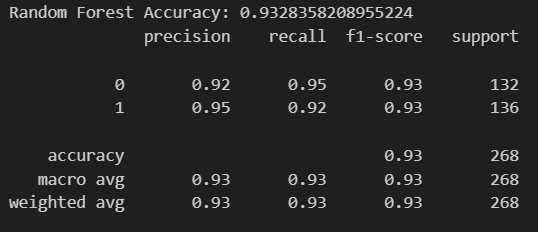 Random Forest Accuracy: 0.9328358208955224
precision recall f1-score support
0 0.92 0.95 0.93 132
1 0.95 0.92 0.93 136
accuracy 0.93 268
macro avg 0.93 0.93 0.93 268
weighted avg 0.93 0.93 0.93 268